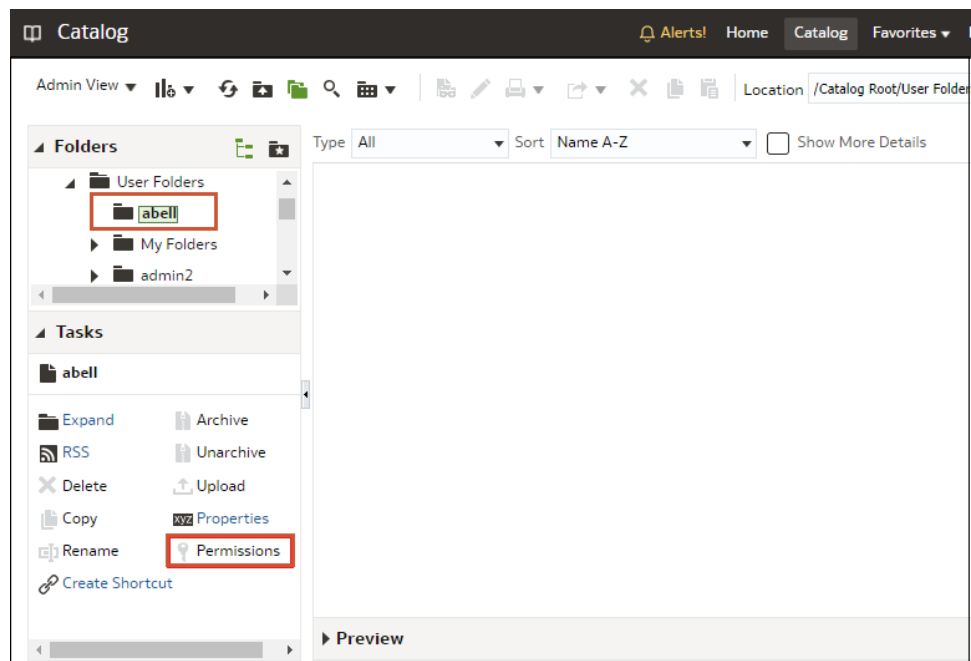 Catalog
Alerts! Home Catalog Favorites
Admin View
Location /Catalog Root/User Folder
Folders
Type All Sort Name A-Z Show More Details
User Folders
abell
My Folders
admin2
Tasks
abell
Expand Archive
RSS Unarchive
Delete Upload
Copy xyz Properties
Rename Permissions
Create Shortcut
Preview